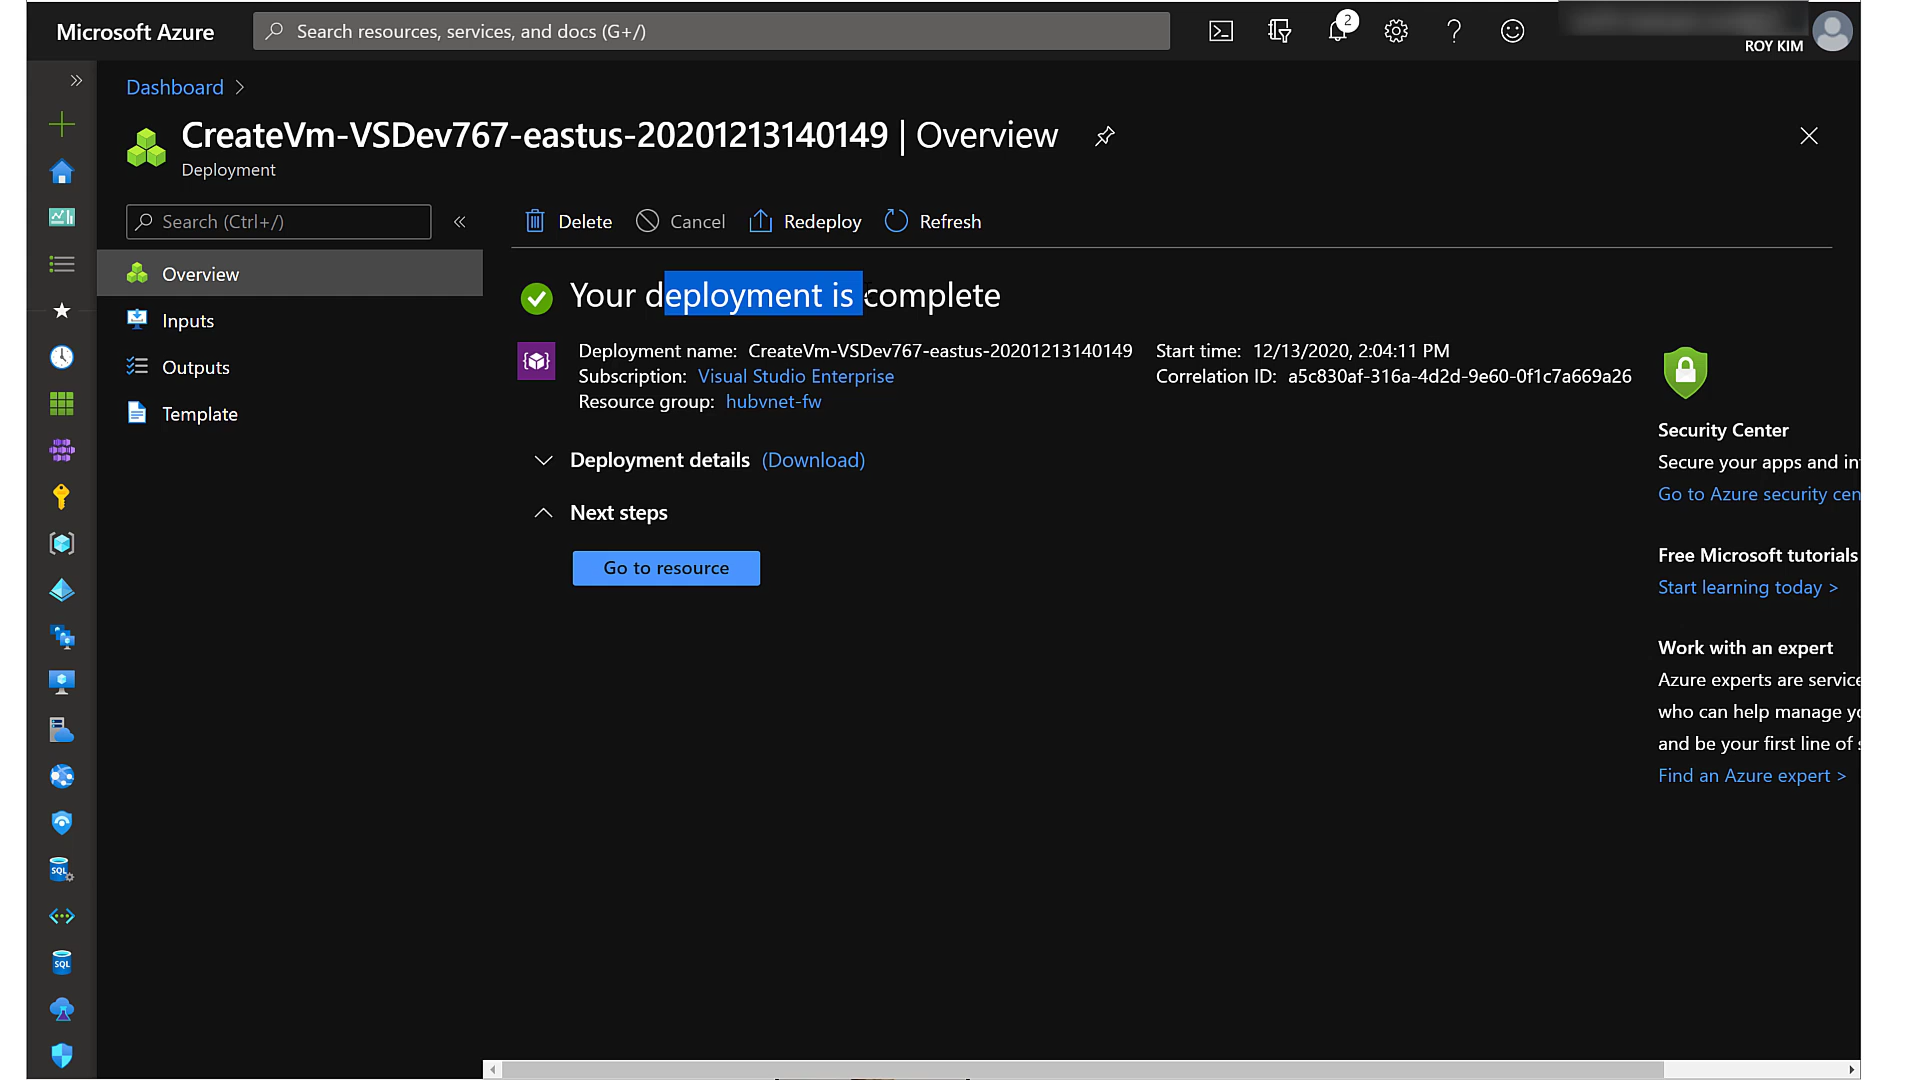 Microsoft Azure
Search resources, services, and docs (G+/)
2
ROY KIM
Dashboard
CreateVm-VSDev767-eastus-20201213140149 | Overview
Deployment
Search (Ctrl+/)
Delete
Cancel
Redeploy
Refresh
Overview
Inputs
Outputs
Template
Your deployment is complete
Deployment name: CreateVm-VSDev767-eastus-20201213140149
Subscription: Visual Studio Enterprise
Resource group: hubvnet-fw
Start time: 12/13/2020, 2:04:11 PM
Correlation ID: a5c830af-316a-4d2d-9e60-0f1c7a669a26
Deployment details (Download)
Next steps
Go to resource
Security Center
Secure your apps and in
Go to Azure security cen
Free Microsoft tutorials
Start learning today >
Work with an expert
Azure experts are service
who can help manage yo
and be your first line of s
Find an Azure expert >
SQL
SQL